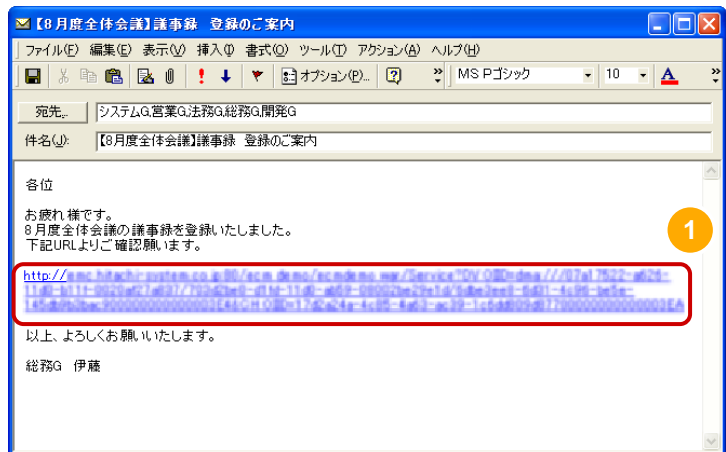 【8月度全体会議】議事録 登録のご案内
ファイル(F) 編集(E) 表示(V) 挿入(I) 書式(O) ツール(T) アクション(A) ヘルプ(H)
オプション(P)... MS Pゴシック 10 A
宛先... システムG,営業G,法務G,総務G,開発G
件名(J): 【8月度全体会議】議事録 登録のご案内
各位
お疲れ様です。
8月度全体会議の議事録を登録いたしました。
下記URLよりご確認願います。
1
http://
以上、よろしくお願いいたします。
総務G 伊藤